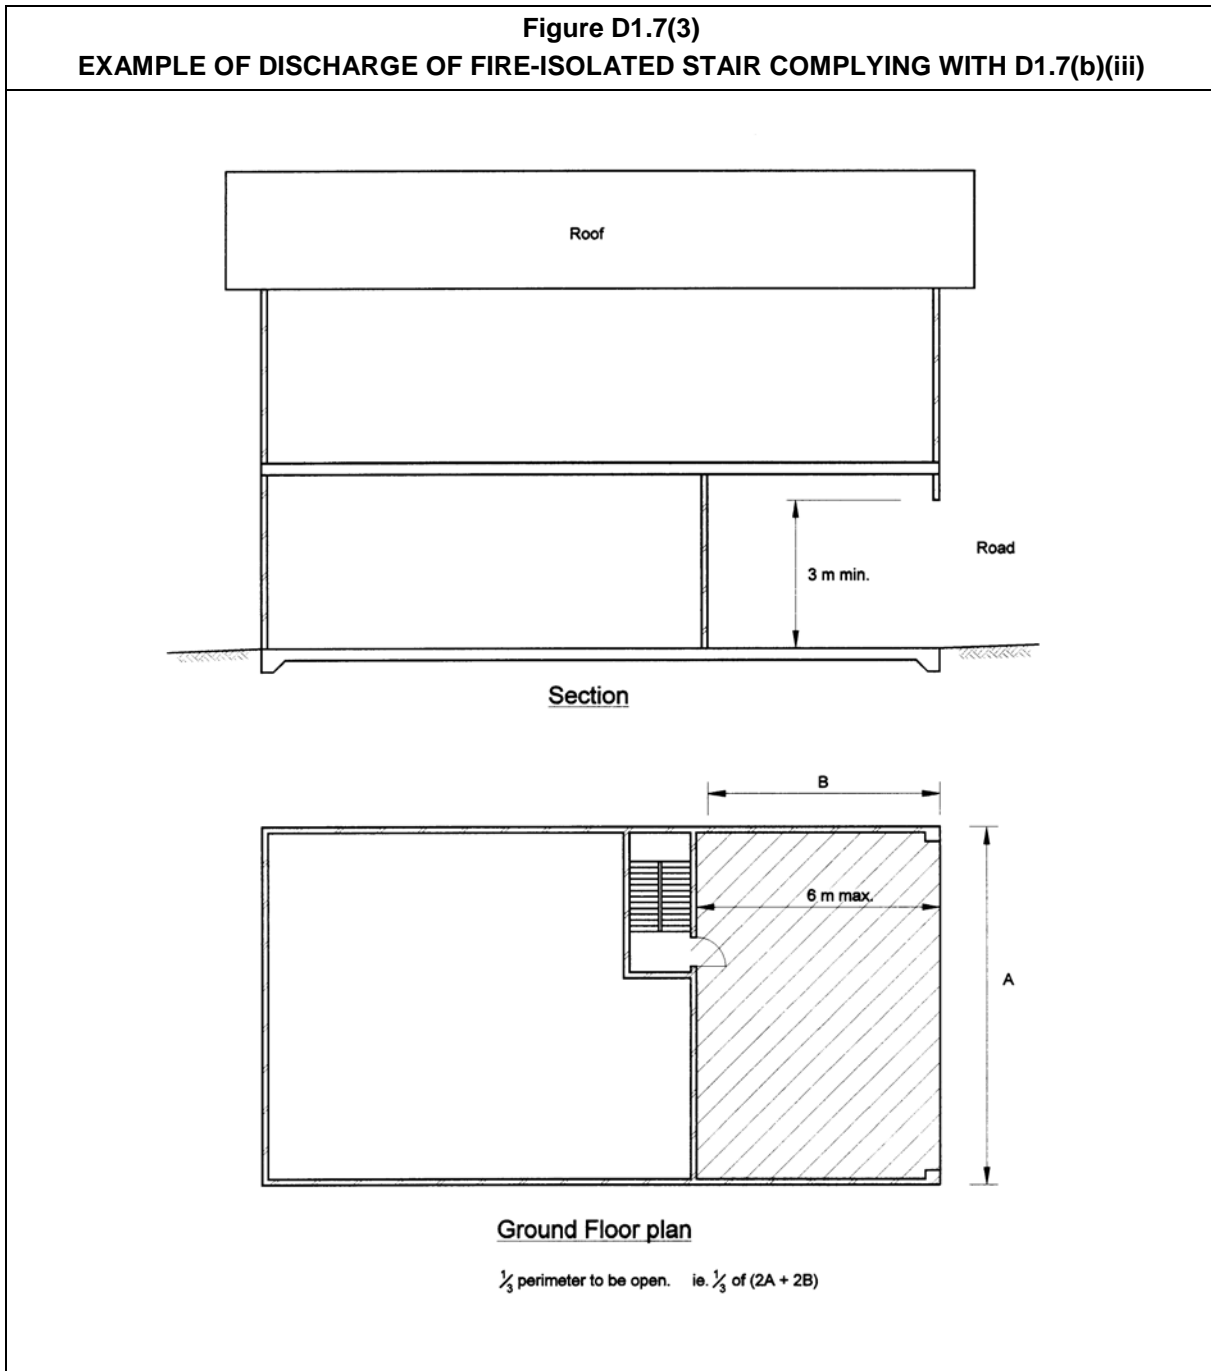 Figure D1.7(3)
EXAMPLE OF DISCHARGE OF FIRE-ISOLATED STAIR COMPLYING WITH D1.7(b)(iii)
Roof
Road
3 m min.
Section
B
6 m max.
A
Ground Floor plan
⅓ perimeter to be open. ie. ⅓ of (2A + 2B)